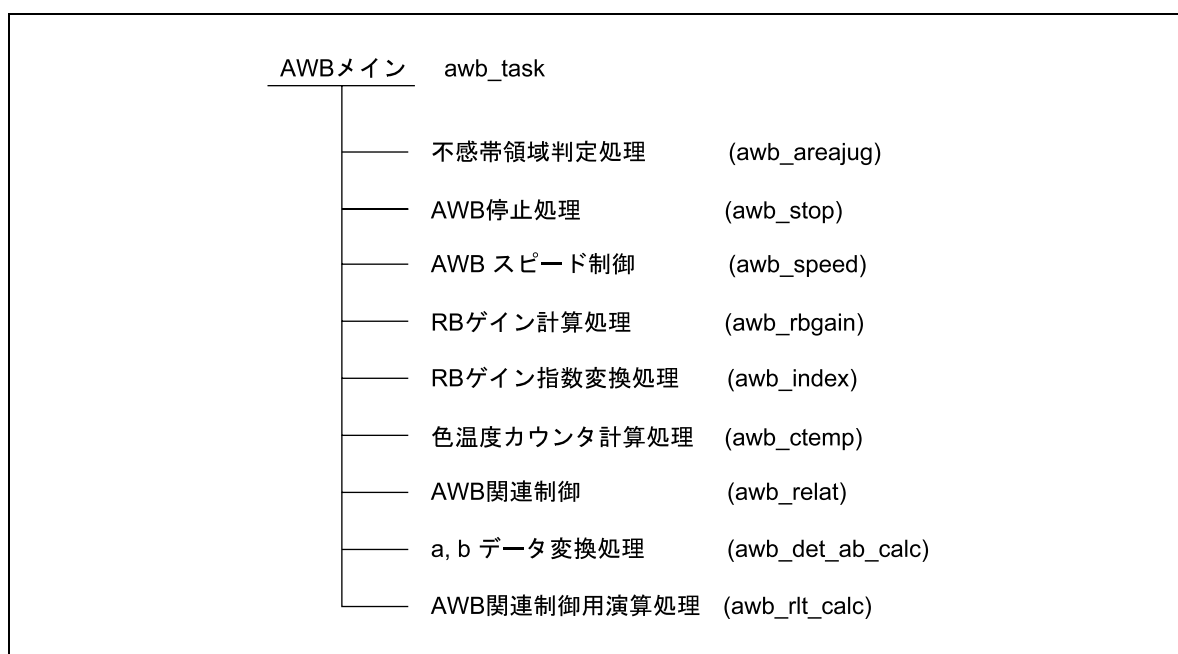 AWBメイン awb_task
不感帯領域判定処理 (awb_areajug)
AWB停止処理 (awb_stop)
AWB スピード制御 (awb_speed)
RBゲイン計算処理 (awb_rbgain)
RBゲイン指数変換処理 (awb_index)
色温度カウンタ計算処理 (awb_ctemp)
AWB関連制御 (awb_relat)
a, b データ変換処理 (awb_det_ab_calc)
AWB関連制御用演算処理 (awb_rlt_calc)